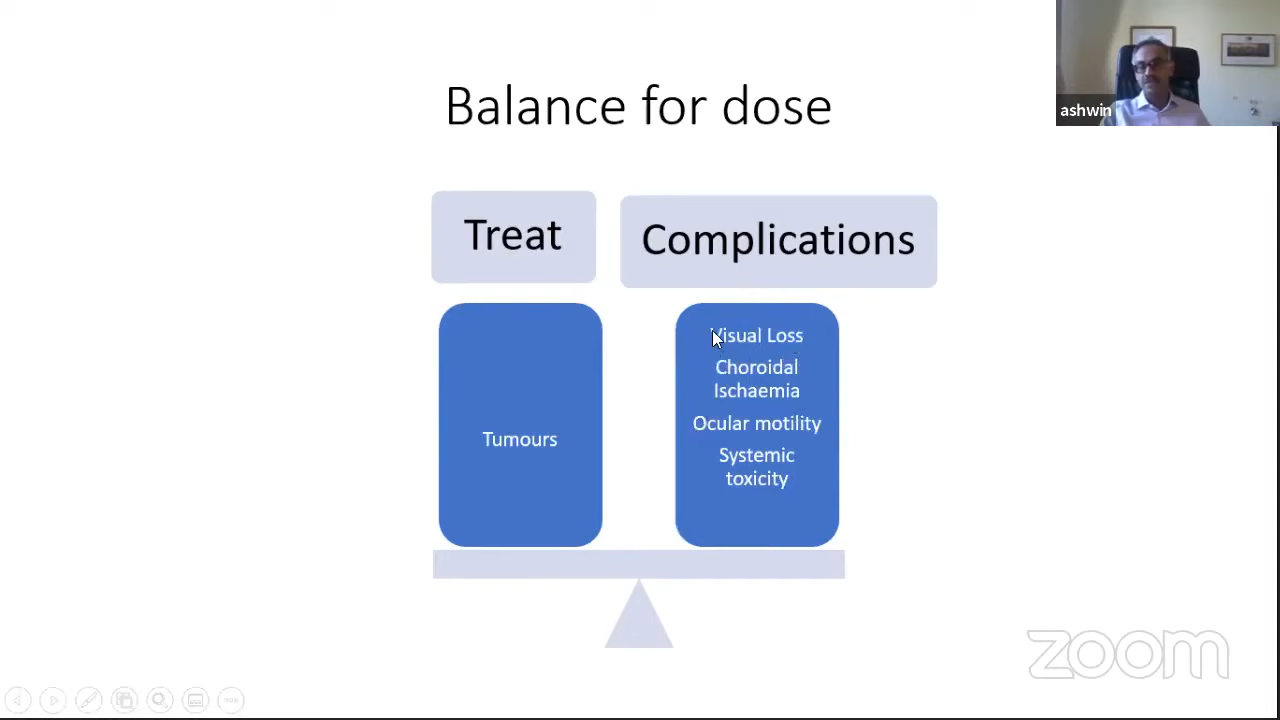 ashwin
Balance for dose
Treat
Complications
Tumours
Visual Loss
Choroidal
Ischaemia
Ocular motility
Systemic
toxicity
zoom